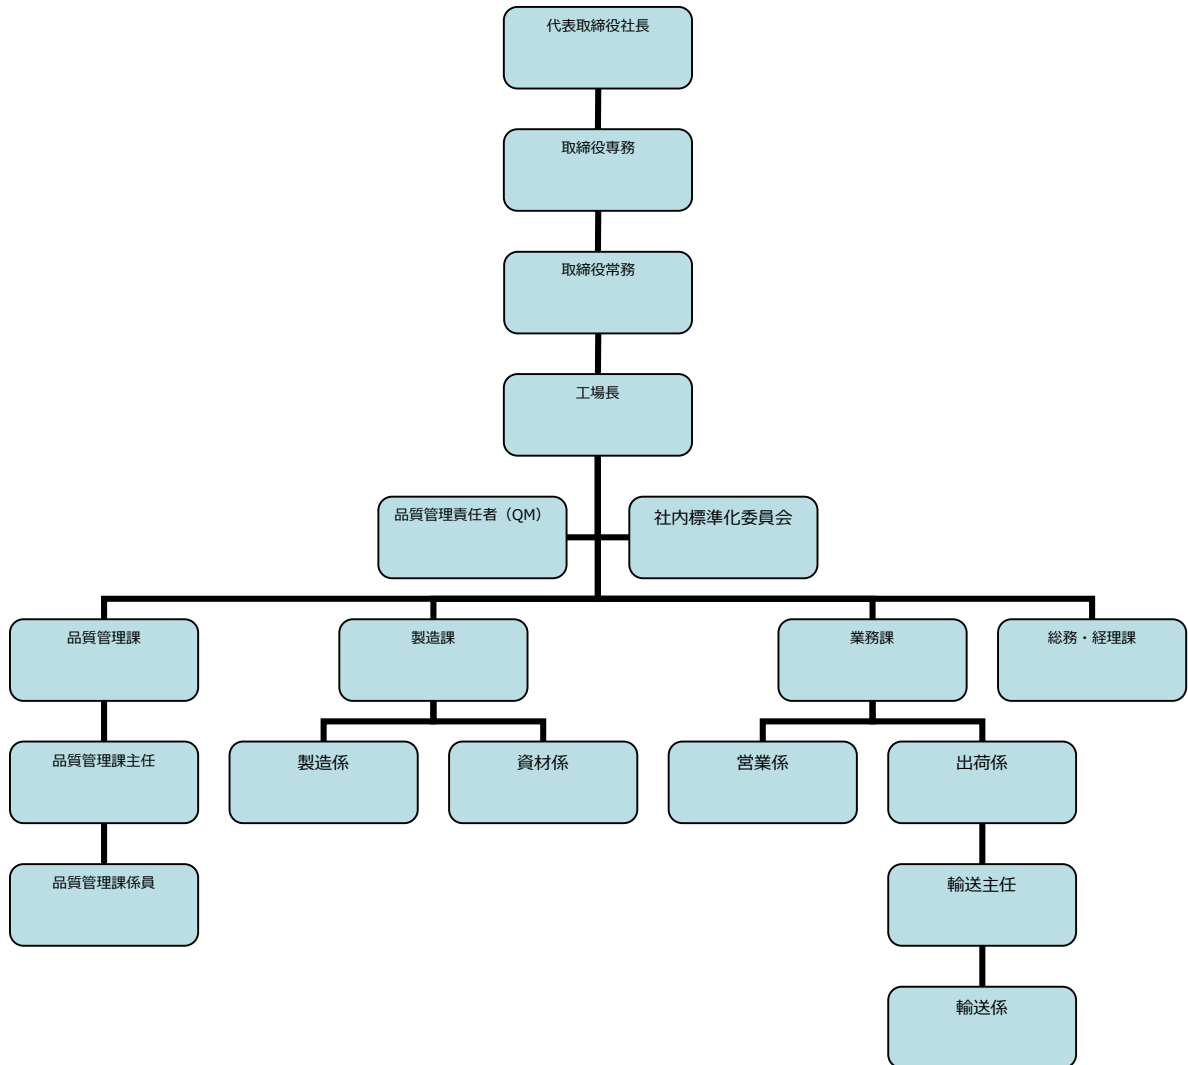 代表取締役社長
取締役専務
取締役常務
工場長
品質管理責任者（QM）
社内標準化委員会
品質管理課
製造課
業務課
総務・経理課
品質管理課主任
製造係
資材係
営業係
出荷係
品質管理課係員
輸送主任
輸送係